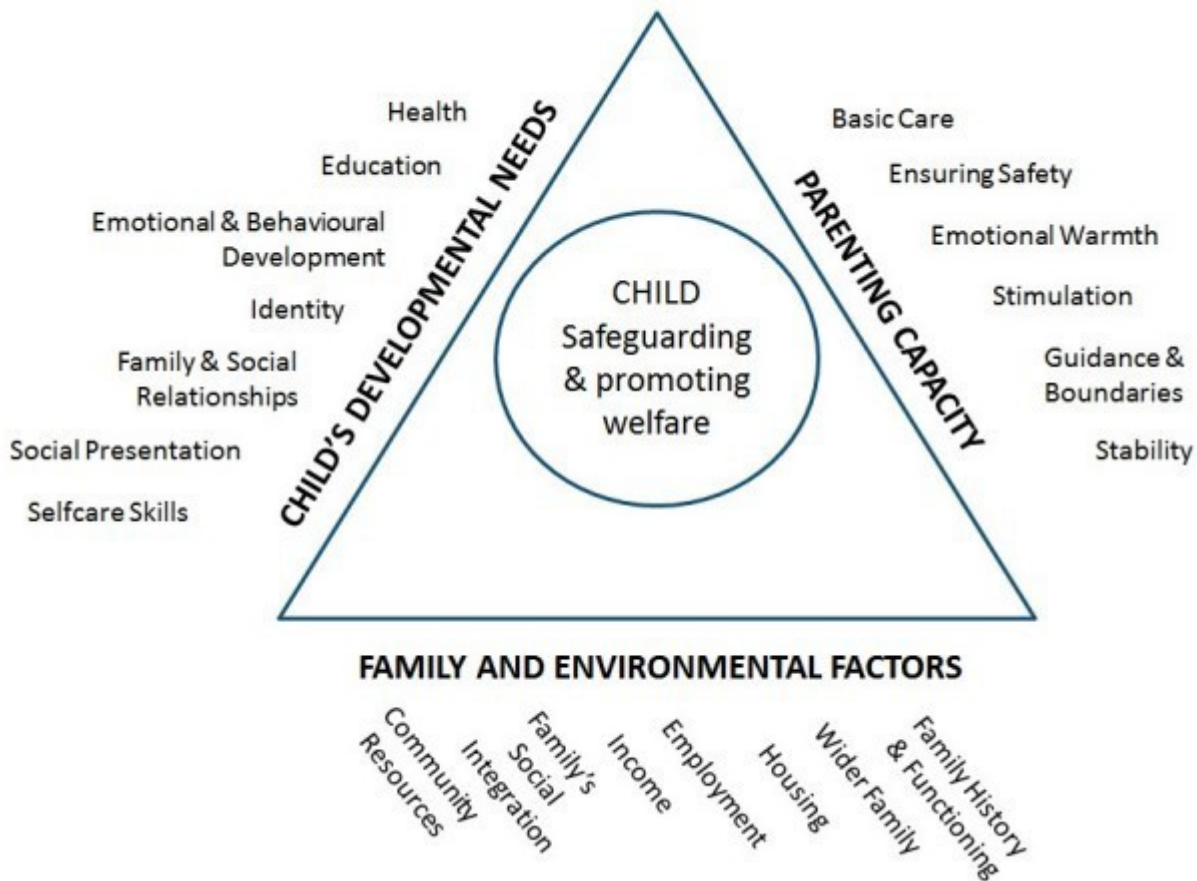 Health
Education
Emotional & Behavioural
Development
Identity
Family & Social
Relationships
Social Presentation
Selfcare Skills
CHILD'S DEVELOPMENTAL NEEDS
CHILD
Safeguarding
& promoting
welfare
PARENTING CAPACITY
Basic Care
Ensuring Safety
Emotional Warmth
Stimulation
Guidance &
Boundaries
Stability
FAMILY AND ENVIRONMENTAL FACTORS
Community
Resources
Family's
Social
Integration
Income
Employment
Housing
Wider Family
Family History
& Functioning